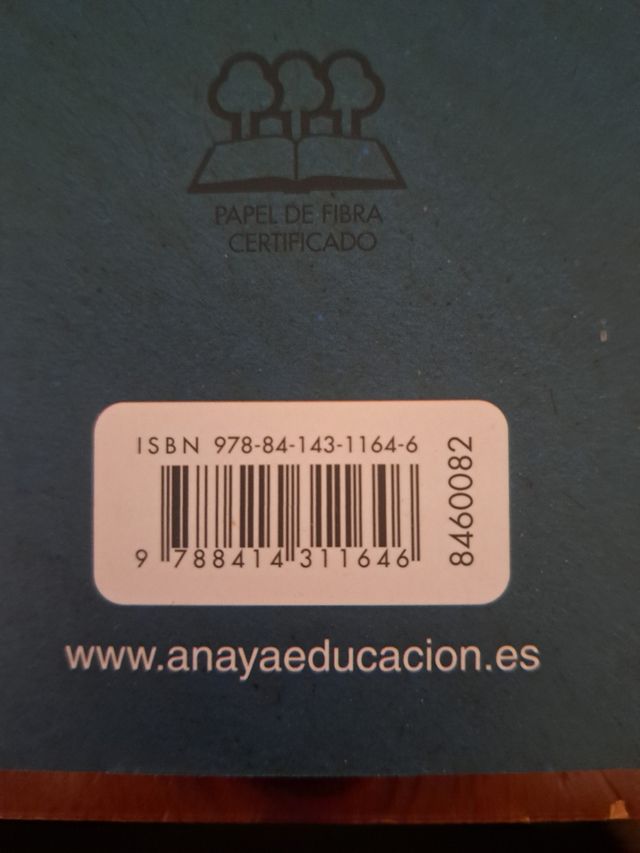 PAPEL DE FIBRA
CERTIFICADO
ISBN 978-84-143-1164-6
9 788414 311646
8460082
www.anayaeducacion.es